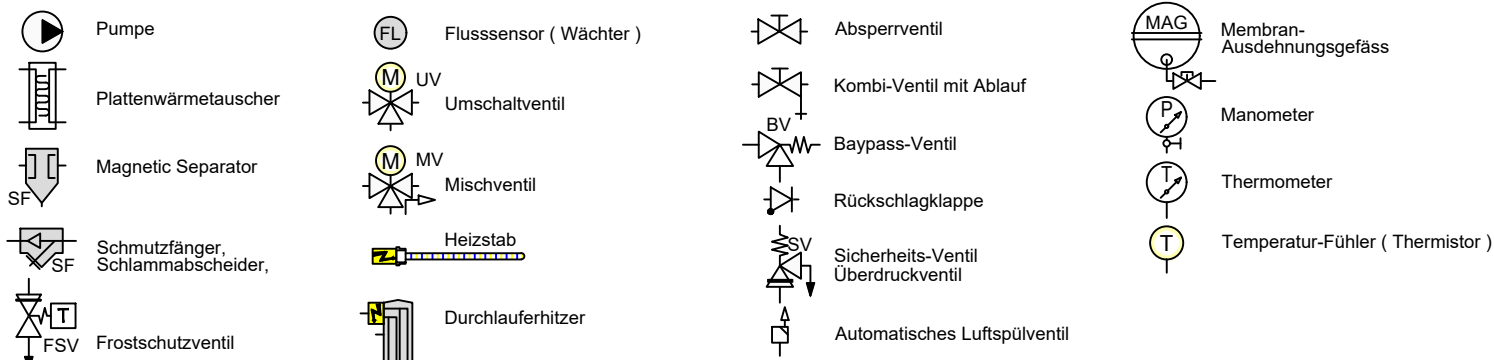 Pumpe
Plattenwärmetauscher
Magnetic Separator
SF
Schmutzfänger,
Schlammabscheider,
SF
T
FSV
Frostschutzventil
FL
Flusssensor ( Wächter )
M
UV
Umschaltventil
M
MV
Mischventil
Heizstab
Durchlauferhitzer
Absperrventil
Kombi-Ventil mit Ablauf
BV
Baypass-Ventil
Rückschlagklappe
SV
Sicherheits-Ventil
Überdruckventil
Automatisches Luftspülventil
MAG
Membran-
Ausdehnungsgefäss
P
Manometer
T
Thermometer
T
Temperatur-Fühler ( Thermistor )